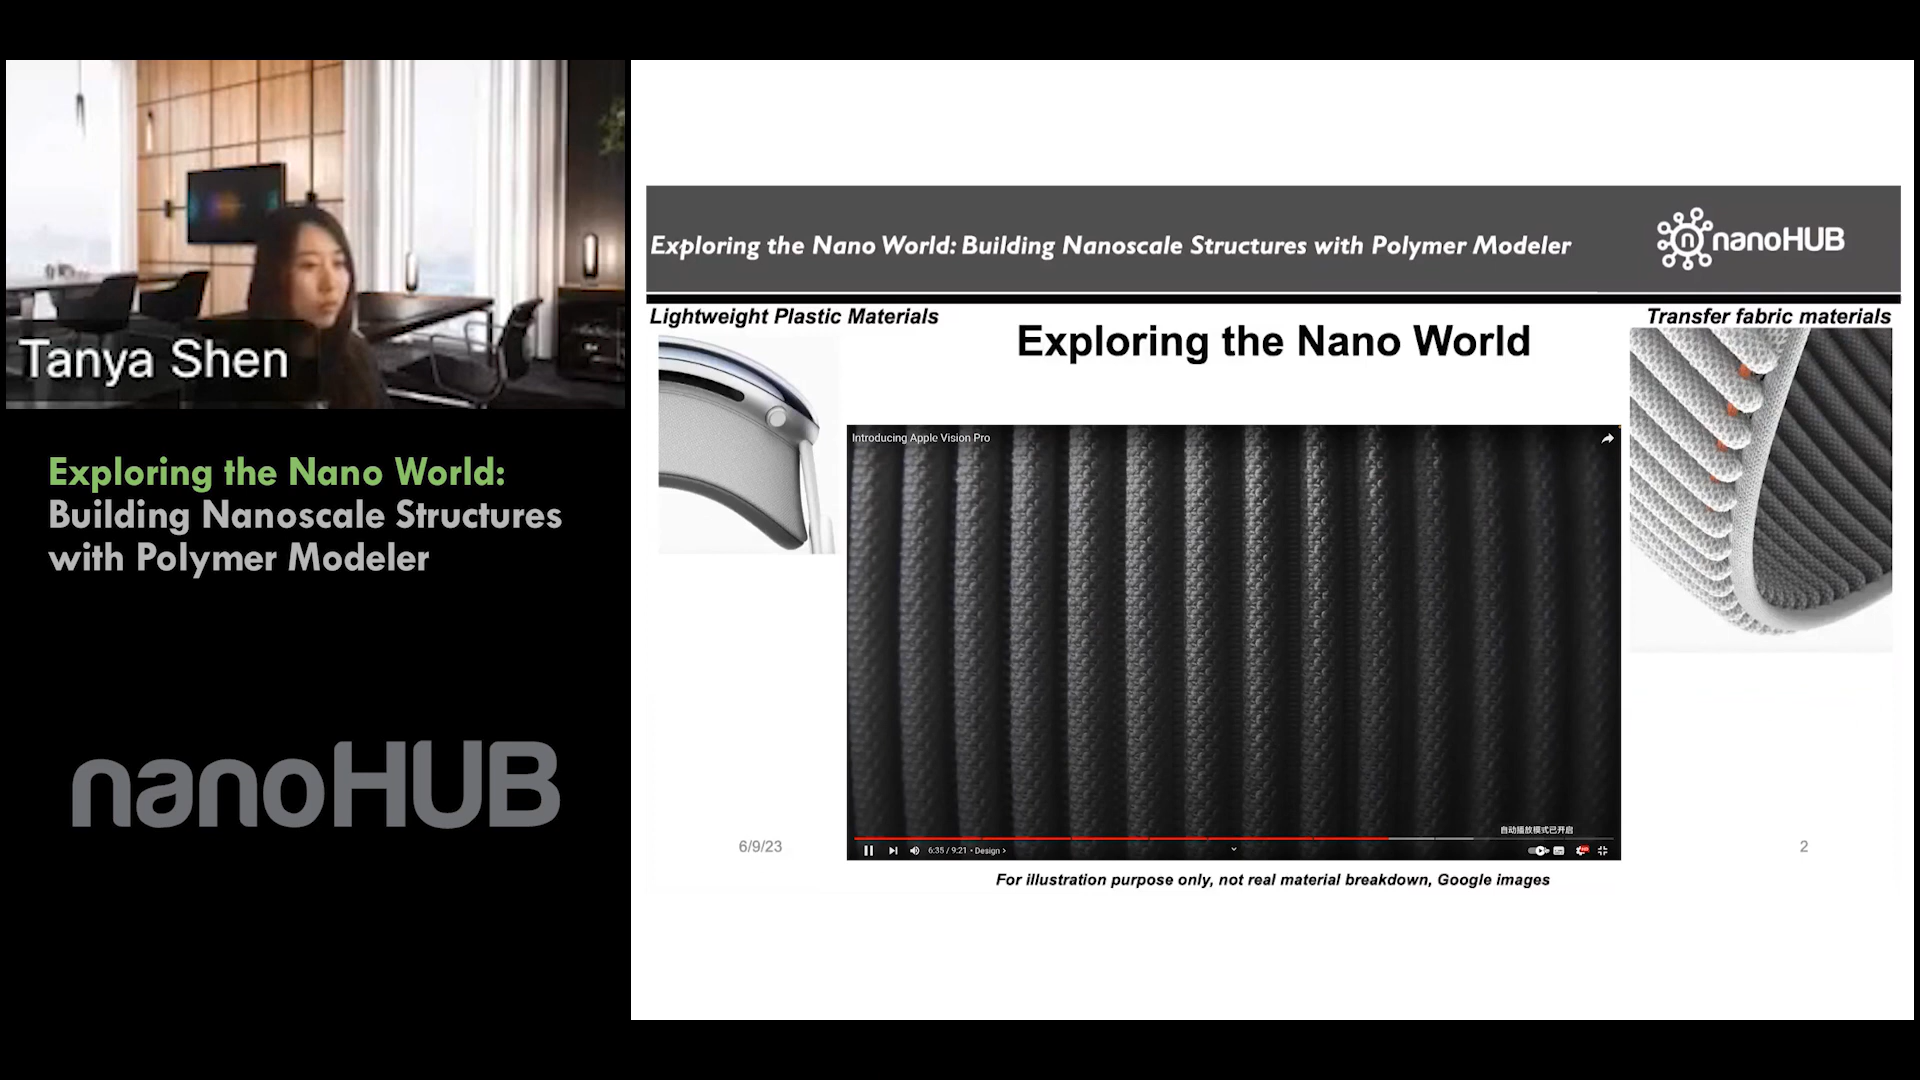 Tanya Shen
Exploring the Nano World:
Building Nanoscale Structures
with Polymer Modeler
nanoHUB
Exploring the Nano World: Building Nanoscale Structures with Polymer Modeler
n nanoHUB
Lightweight Plastic Materials
Exploring the Nano World
Transfer fabric materials
Introducing Apple Vision Pro
自动播放模式已开启
6:35 / 9:21 • Design ›
6/9/23
2
For illustration purpose only, not real material breakdown, Google images